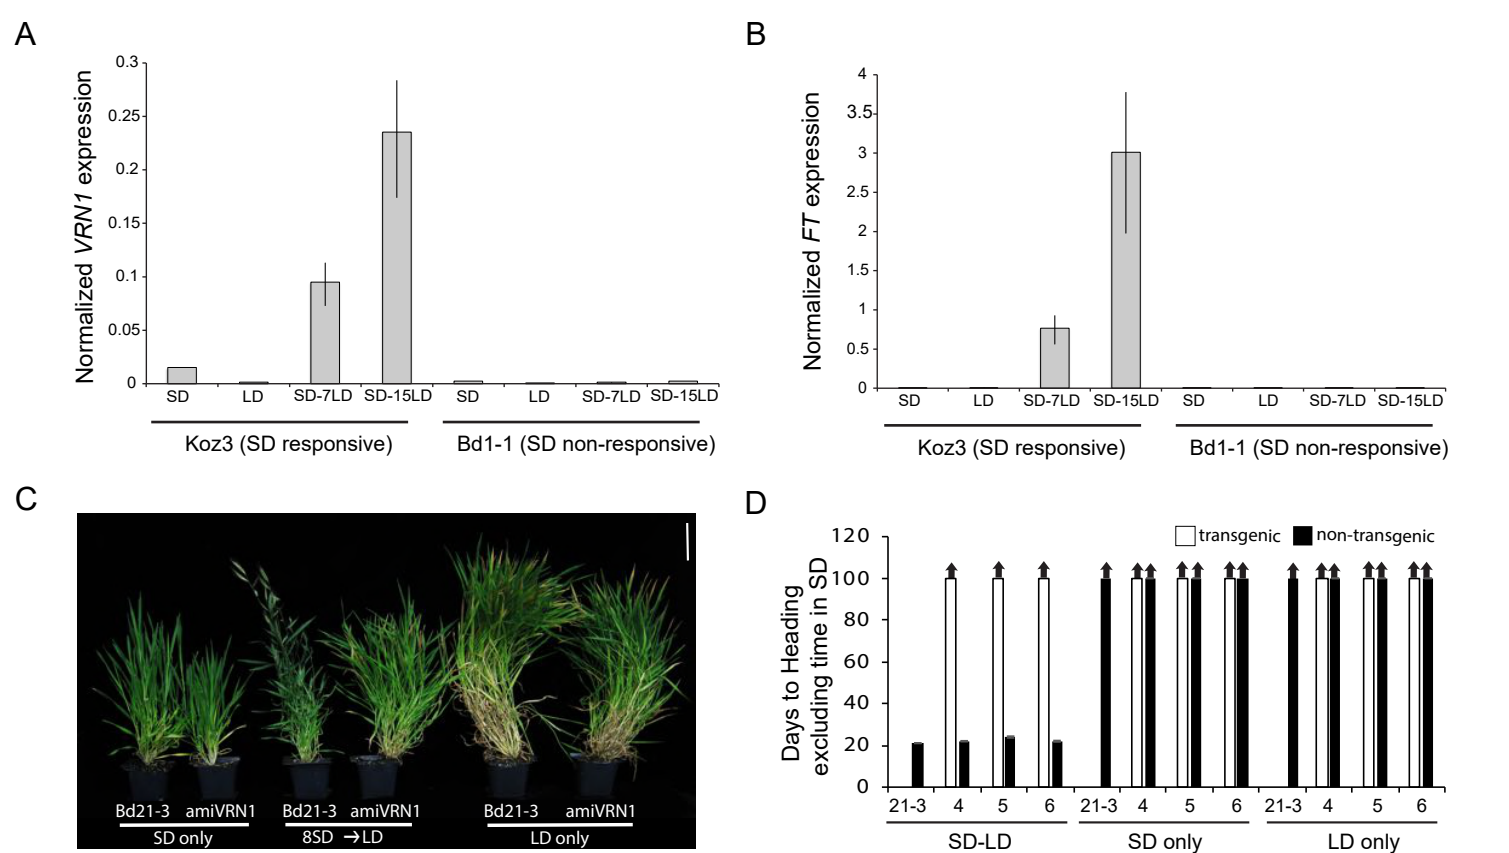 A
Normalized VRN1 expression
0.3
0.25
0.2
0.15
0.1
0.05
0
SD LD SD-7LD SD-15LD SD LD SD-7LD SD-15LD
Koz3 (SD responsive) Bd1-1 (SD non-responsive)
B
Normalized FT expression
4
3.5
3
2.5
2
1.5
1
0.5
0
SD LD SD-7LD SD-15LD SD LD SD-7LD SD-15LD
Koz3 (SD responsive) Bd1-1 (SD non-responsive)
C
Bd21-3 amiVRN1 Bd21-3 amiVRN1 Bd21-3 amiVRN1
SD only 8SD →LD LD only
D
Days to Heading
excluding time in SD
transgenic non-transgenic
120
100
80
60
40
20
0
21-3 4 5 6 21-3 4 5 6 21-3 4 5 6
SD-LD SD only LD only